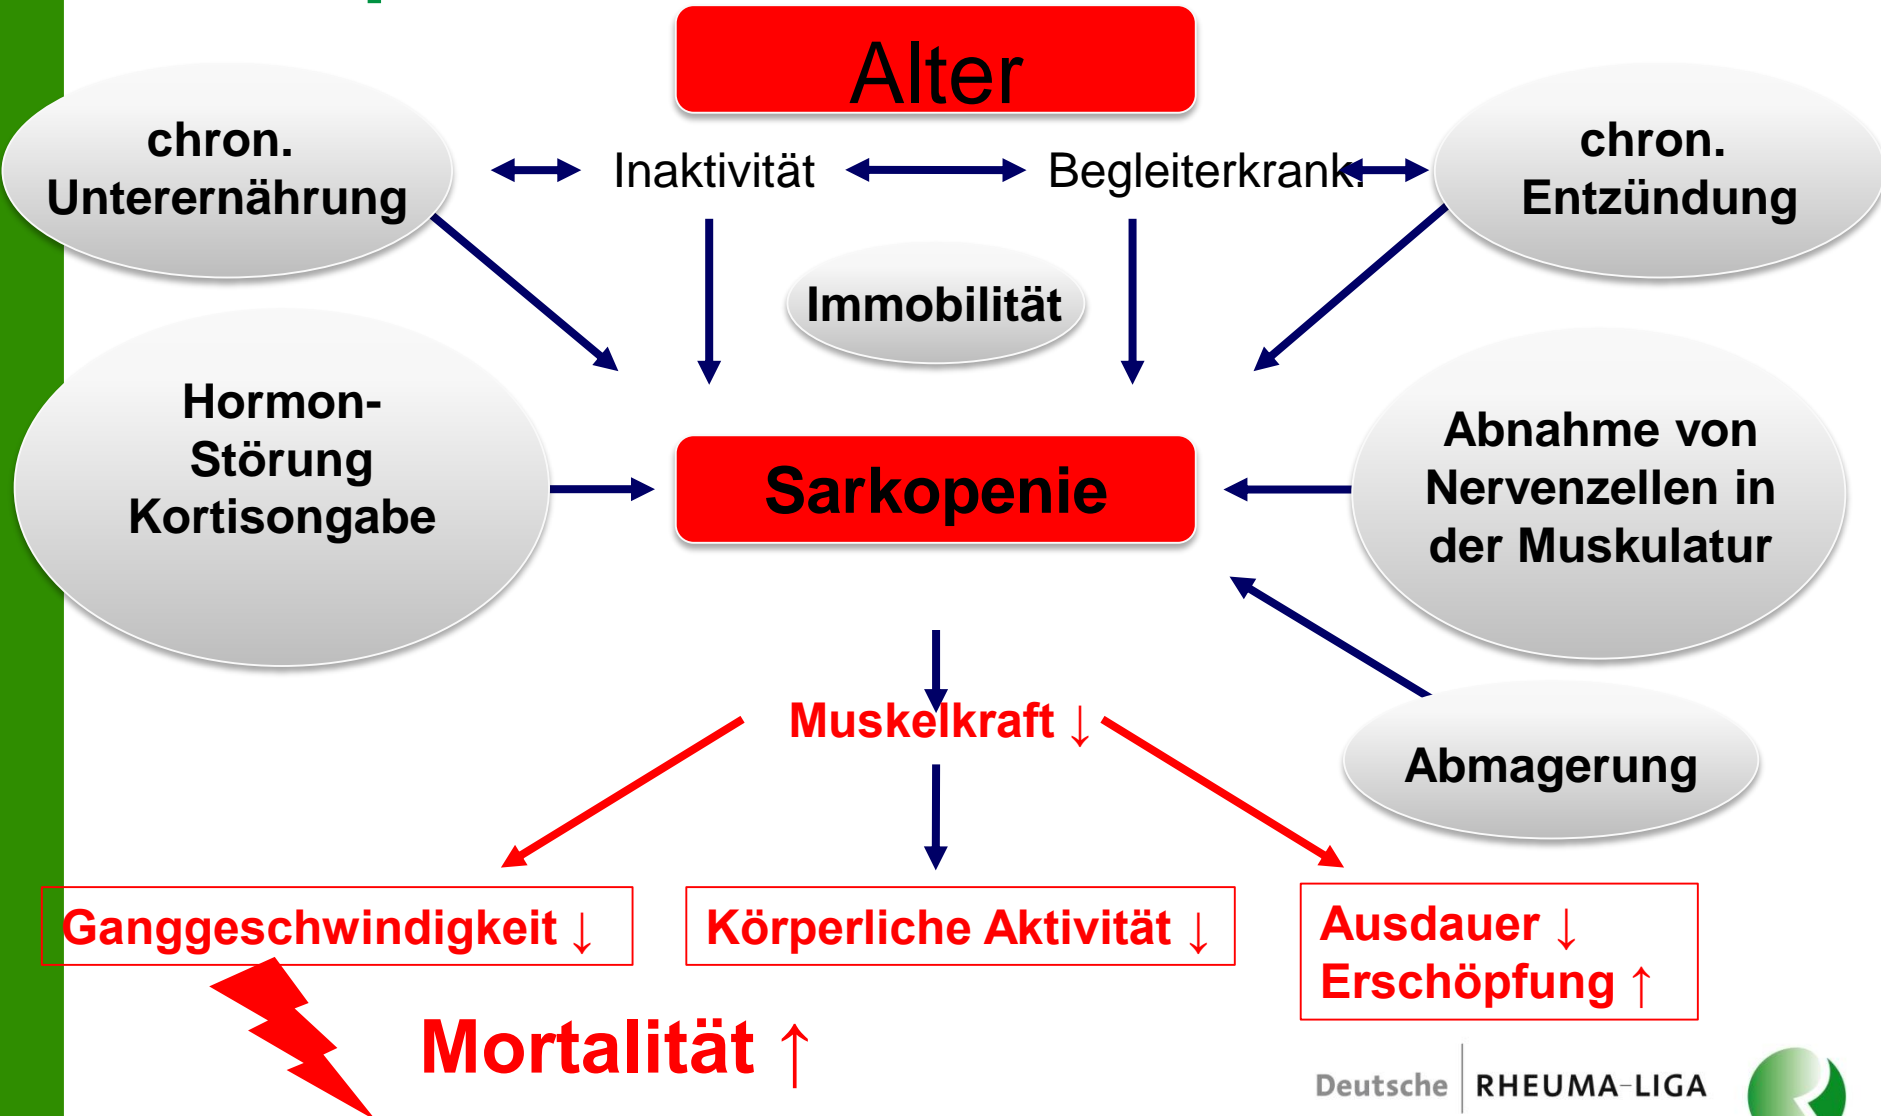 Alter
chron.
Unterernährung
Inaktivität
Begleiterkrank.
chron.
Entzündung
Immobilität
Hormon-
Störung
Kortisongabe
Sarkopenie
Abnahme von
Nervenzellen in
der Muskulatur
Muskelkraft ↓
Abmagerung
Ganggeschwindigkeit ↓
Körperliche Aktivität ↓
Ausdauer ↓
Erschöpfung ↑
Mortalität ↑
Deutsche RHEUMA-LIGA